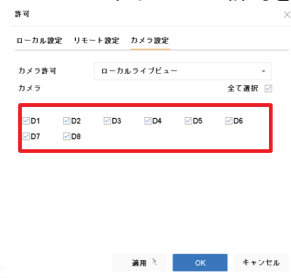 許可
ローカル設定 リモート設定 カメラ設定
カメラ許可 ローカルライブビュー
カメラ 全て選択
D1 D2 D3 D4 D5 D6
D7 D8
適用 OK キャンセル